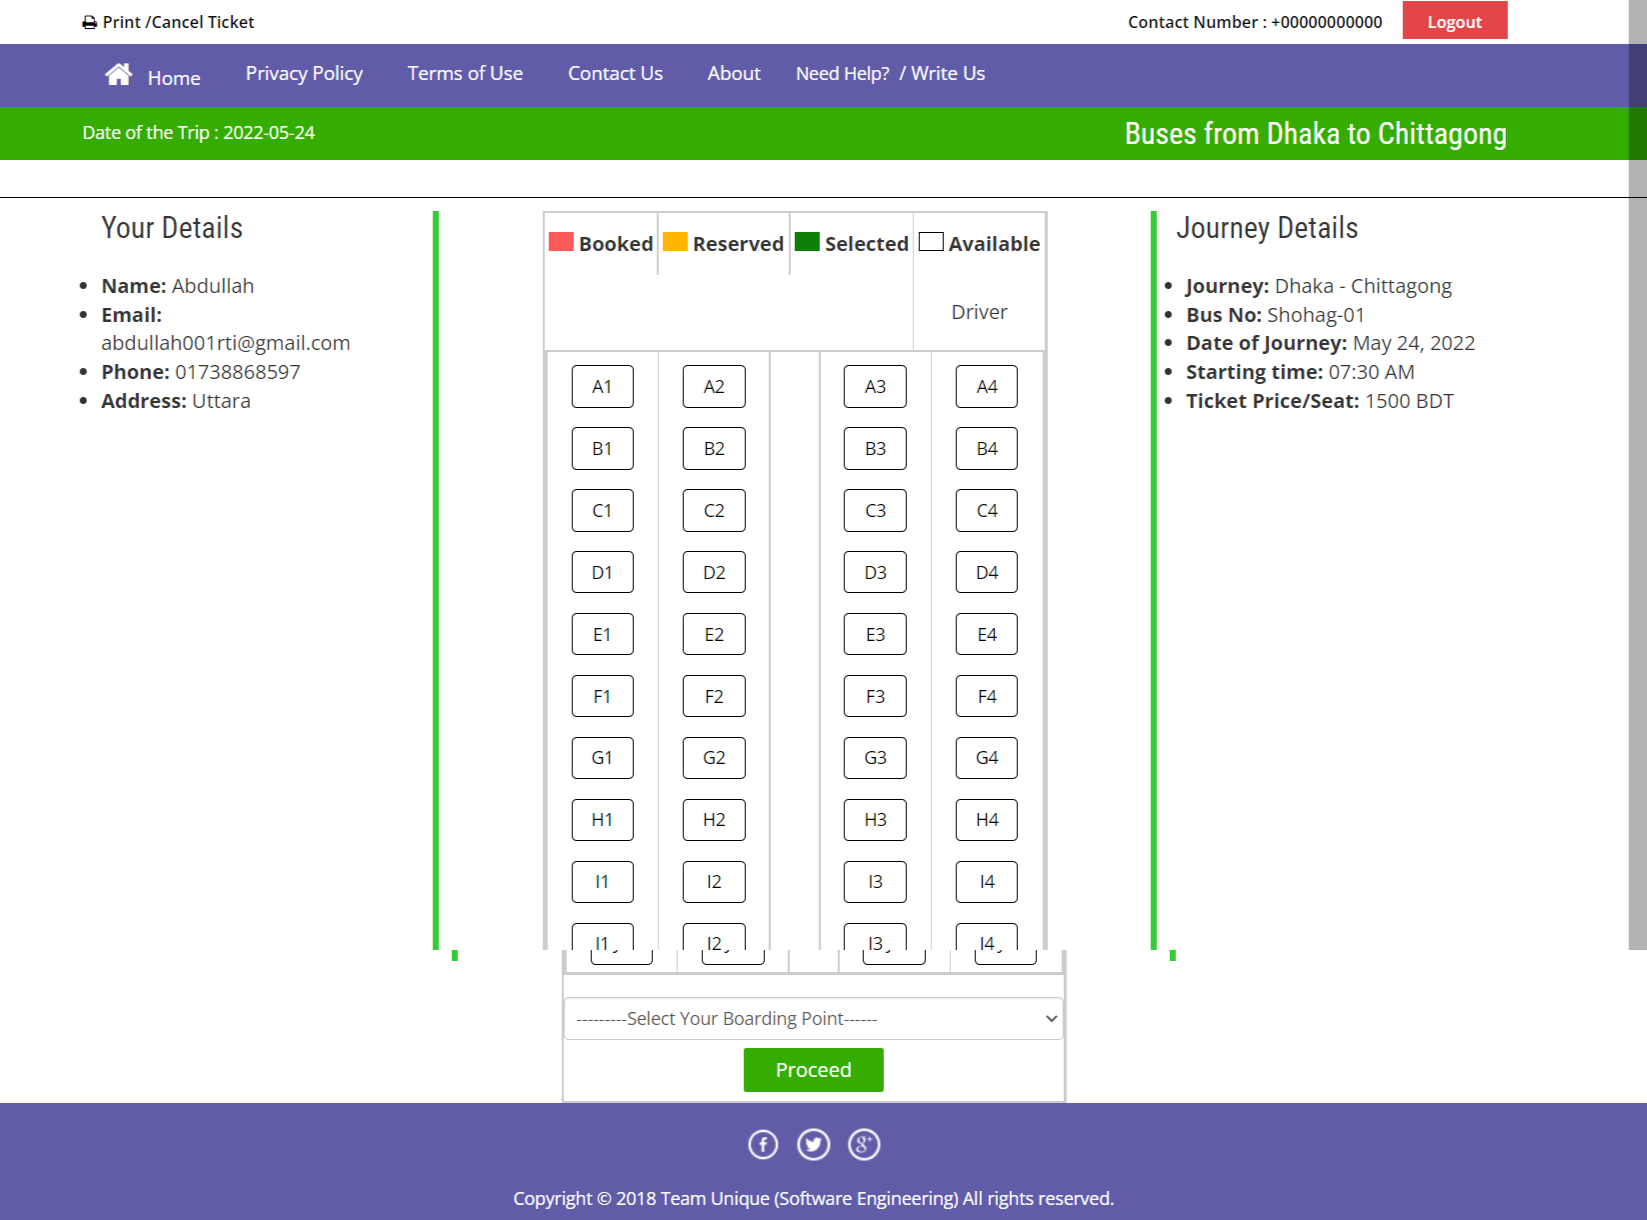 Print /Cancel Ticket
Contact Number : +00000000000
Logout
Home
Privacy Policy
Terms of Use
Contact Us
About
Need Help? / Write Us
Date of the Trip : 2022-05-24
Buses from Dhaka to Chittagong
Your Details
Name: Abdullah
Email:
abdullah001rti@gmail.com
Phone: 01738868597
Address: Uttara
Booked Reserved Selected Available
Driver
A1 A2 A3 A4
B1 B2 B3 B4
C1 C2 C3 C4
D1 D2 D3 D4
E1 E2 E3 E4
F1 F2 F3 F4
G1 G2 G3 G4
H1 H2 H3 H4
I1 I2 I3 I4
I1 I2 I3 I4
---------Select Your Boarding Point------
Proceed
Journey Details
Journey: Dhaka - Chittagong
Bus No: Shohag-01
Date of Journey: May 24, 2022
Starting time: 07:30 AM
Ticket Price/Seat: 1500 BDT
Copyright © 2018 Team Unique (Software Engineering) All rights reserved.